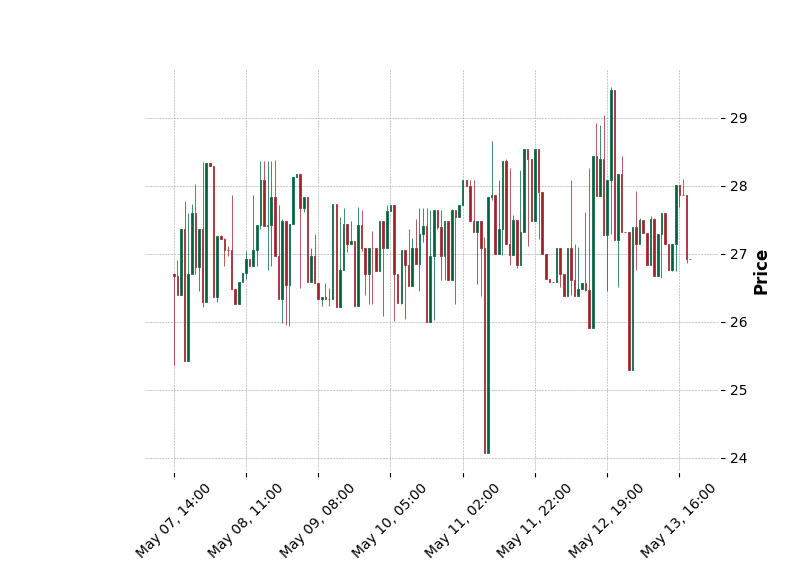 29
28
27
26
25
24
Price
May 07, 14:00
May 08, 11:00
May 09, 08:00
May 10, 05:00
May 11, 02:00
May 11, 22:00
May 12, 19:00
May 13, 16:00